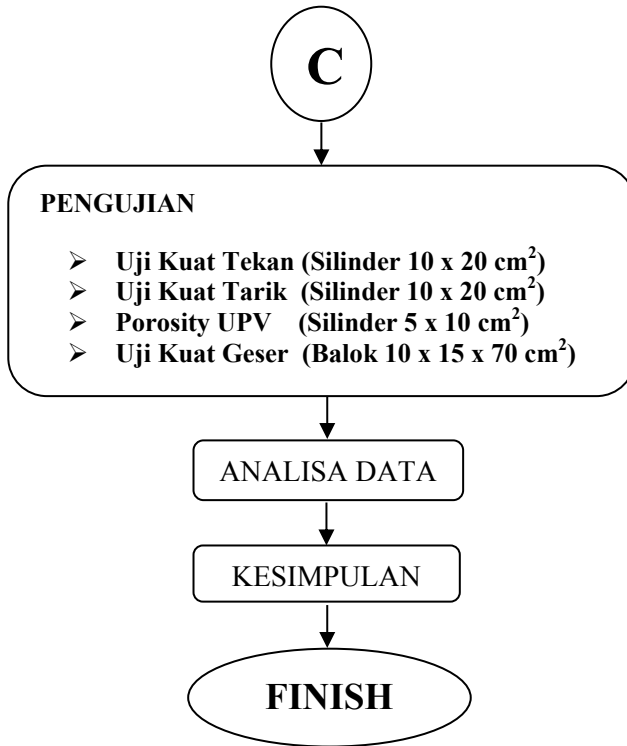 C
PENGUJIAN
➢ Uji Kuat Tekan (Silinder 10 x 20 cm²)
➢ Uji Kuat Tarik (Silinder 10 x 20 cm²)
➢ Porosity UPV (Silinder 5 x 10 cm²)
➢ Uji Kuat Geser (Balok 10 x 15 x 70 cm²)
ANALISA DATA
KESIMPULAN
FINISH